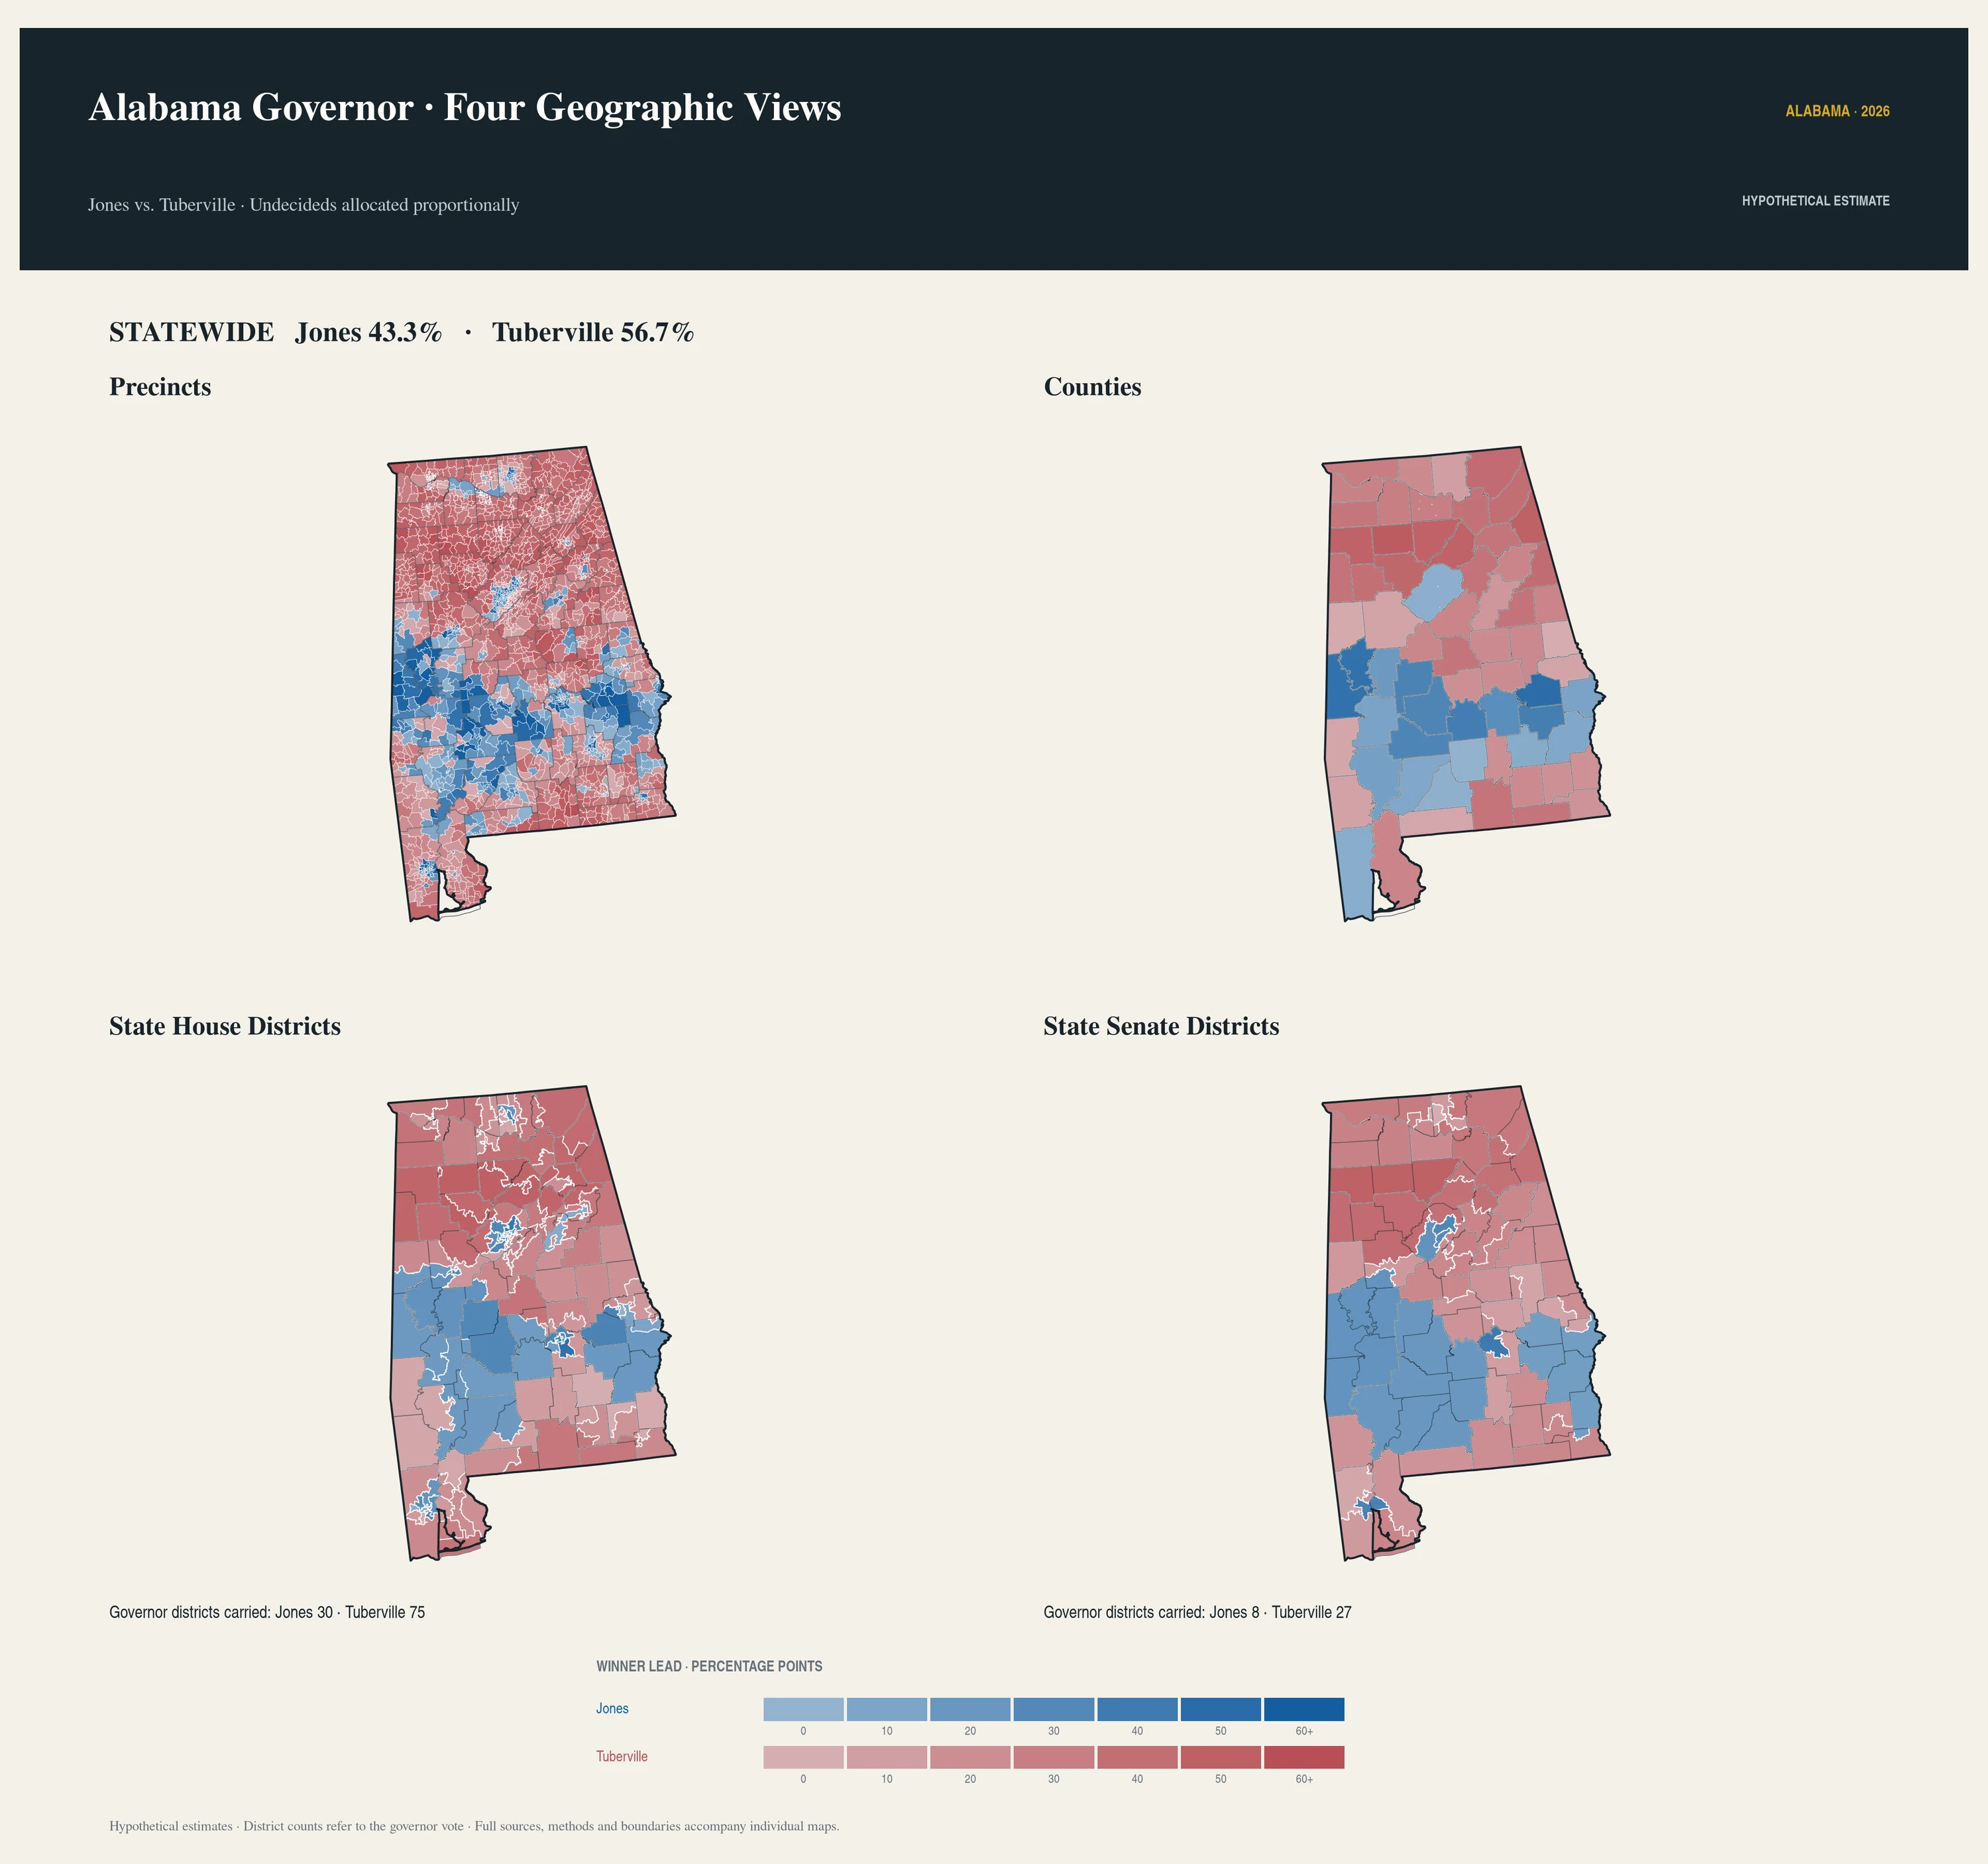 Alabama Governor · Four Geographic Views
ALABAMA · 2026
Jones vs. Tuberville · Undecideds allocated proportionally
HYPOTHETICAL ESTIMATE
STATEWIDE Jones 43.3% · Tuberville 56.7%
Precincts
Counties
State House Districts
State Senate Districts
Governor districts carried: Jones 30 · Tuberville 75
Governor districts carried: Jones 8 · Tuberville 27
WINNER LEAD · PERCENTAGE POINTS
Jones
0 10 20 30 40 50 60+
Tuberville
0 10 20 30 40 50 60+
Hypothetical estimates · District counts refer to the governor vote · Full sources, methods and boundaries accompany individual maps.